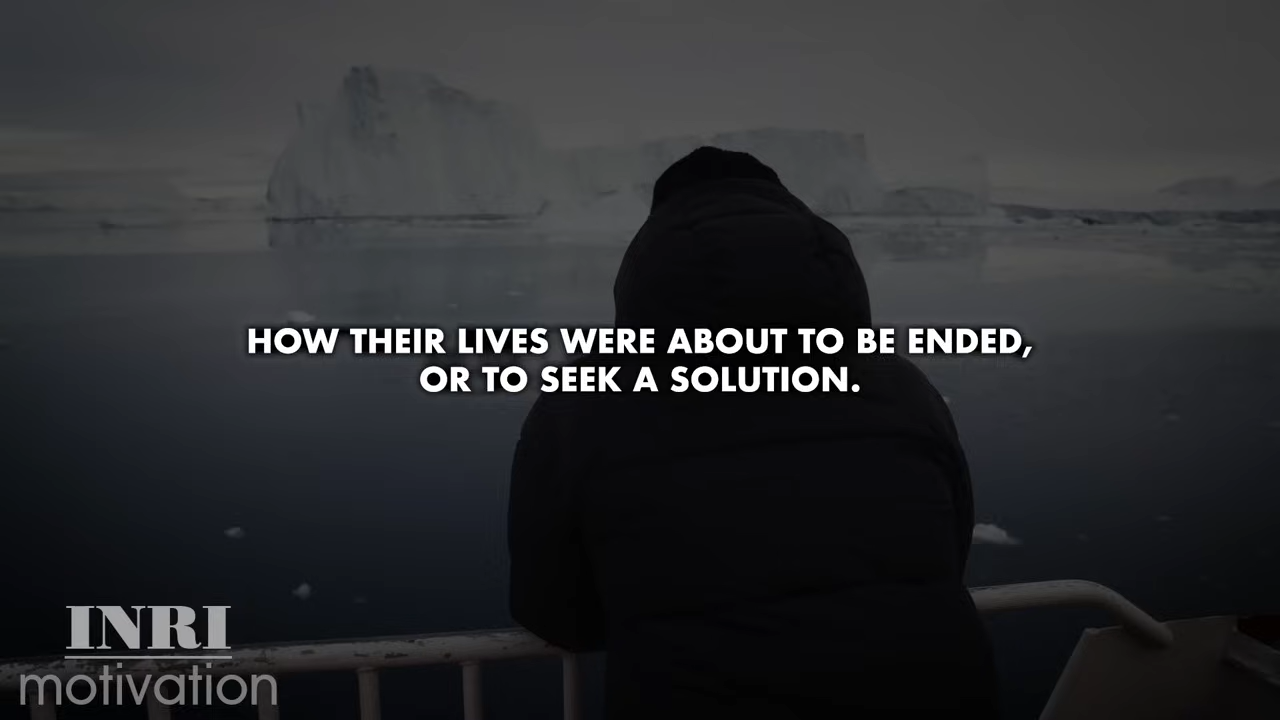 HOW THEIR LIVES WERE ABOUT TO BE ENDED,
OR TO SEEK A SOLUTION.
INRI
motivation